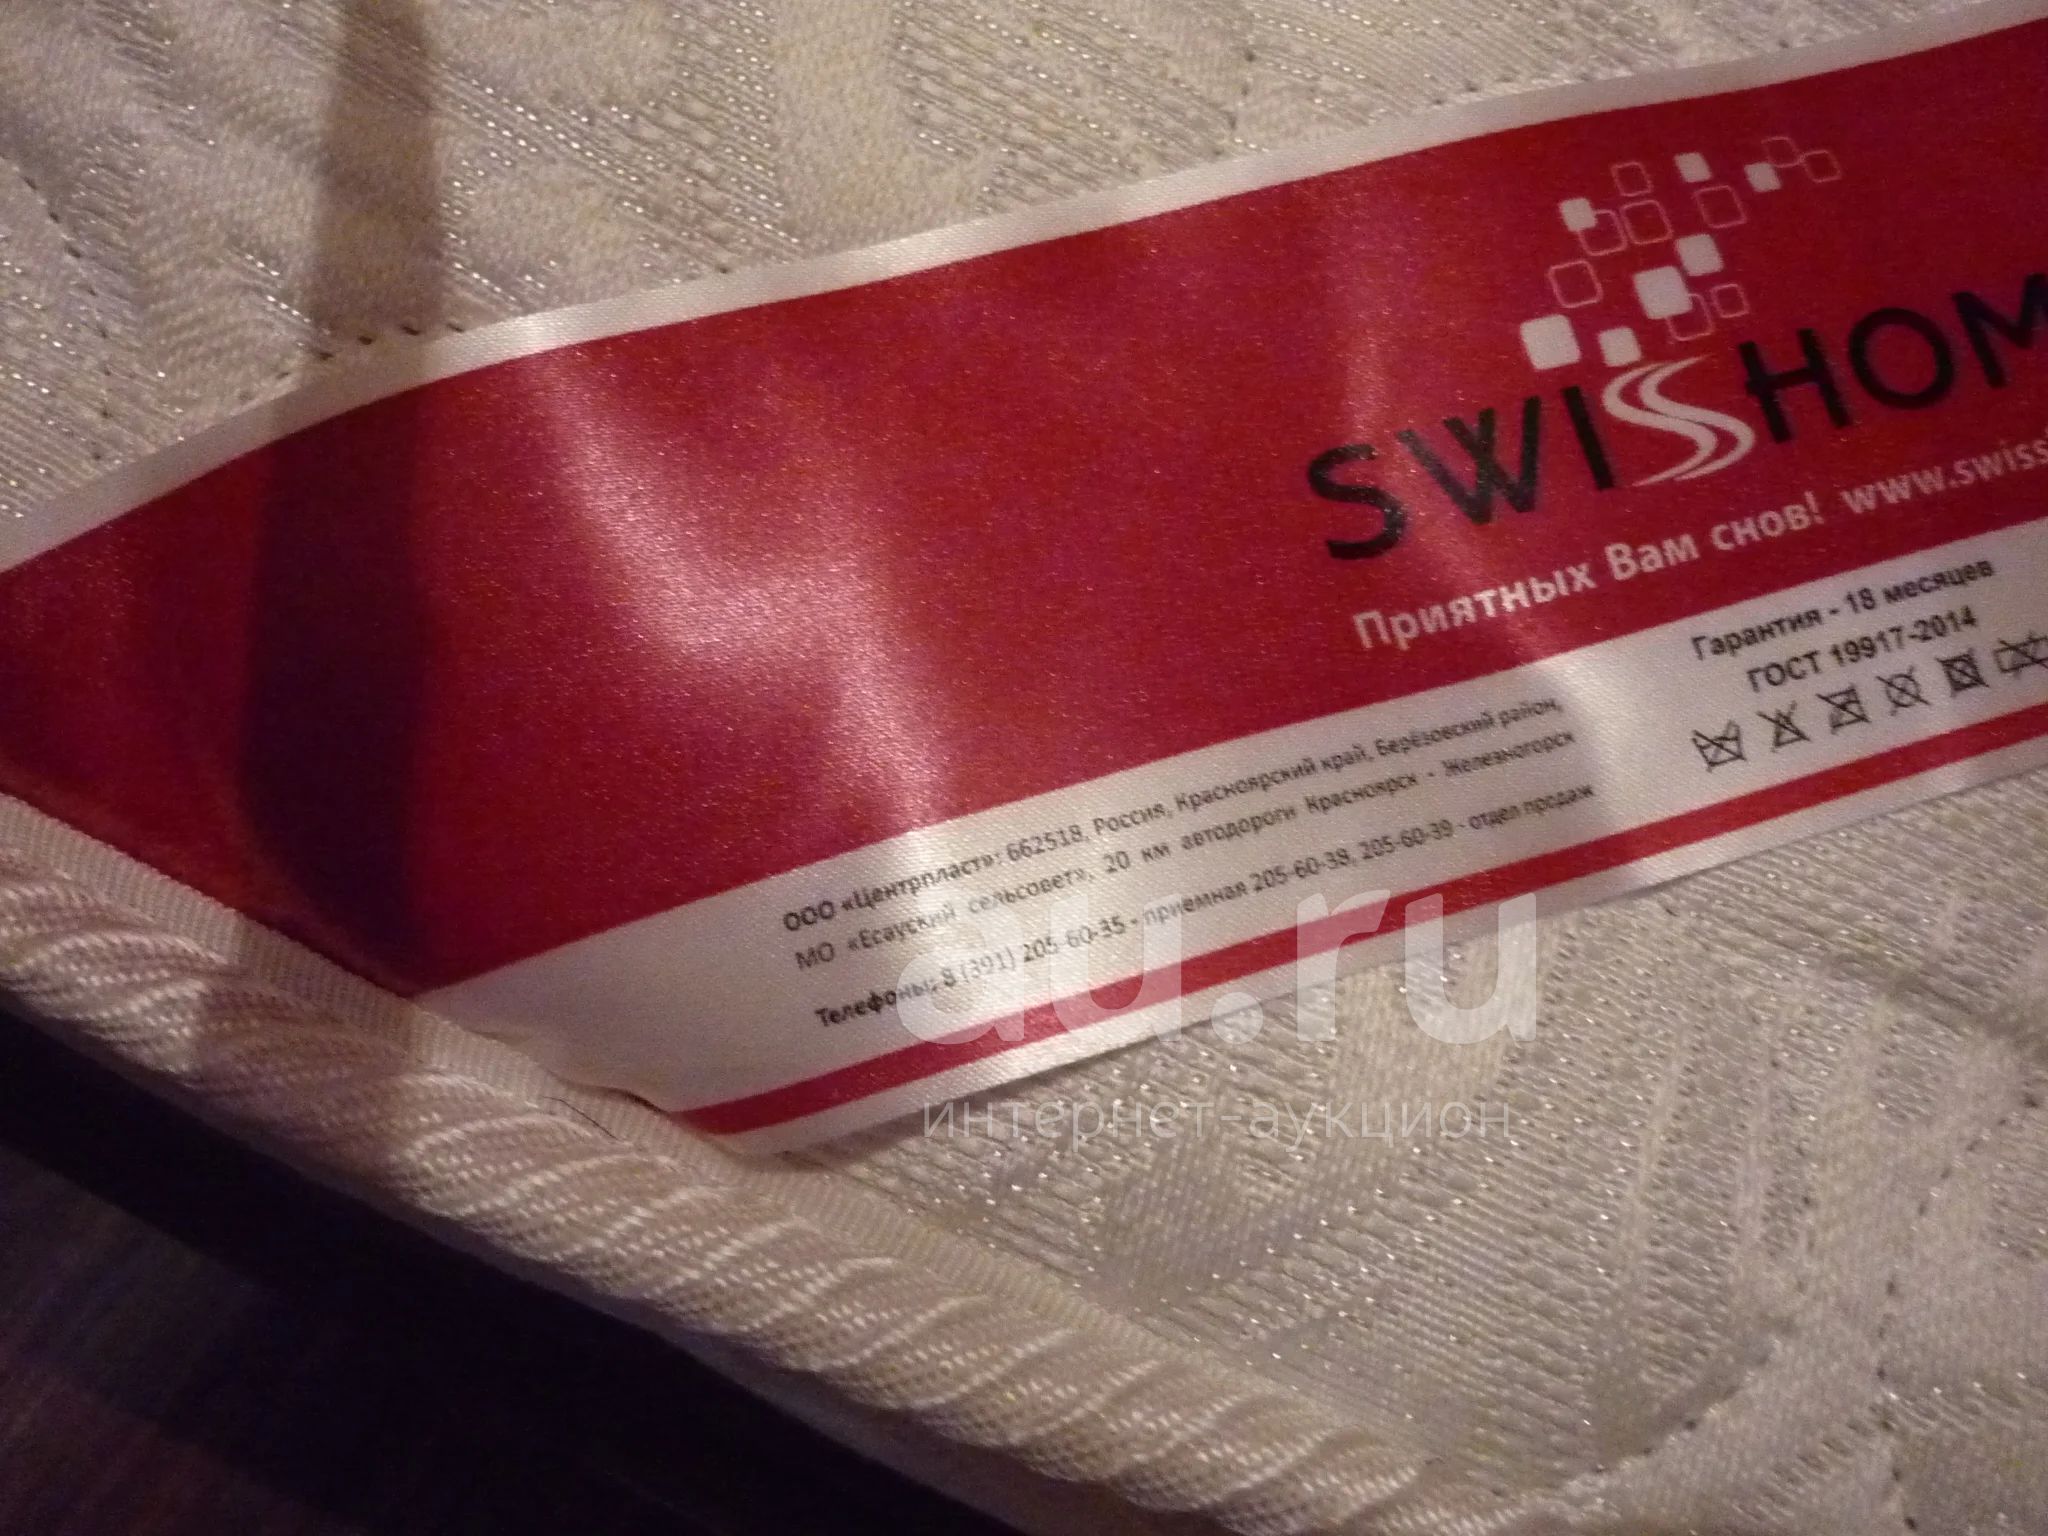 SWISSHOM
Приятных Вам снов! www.swiss
Гарантия - 18 месяцев
ГОСТ 19917-2014
ООО «Центрпласт»: 662518, Россия, Красноярский край, Берёзовский район,
МО «Есаульский сельсовет», 20 км автодороги Красноярск - Железногорск
Телефоны: 8 (391) 205-60-35 - приемная 205-60-38, 205-60-39 - отдел продаж
au.ru
интернет-аукцион